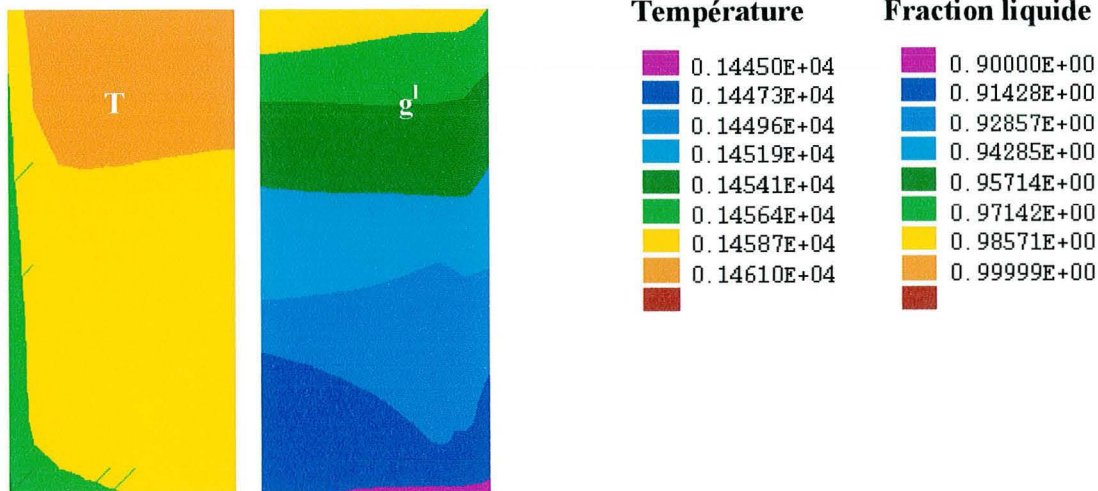 T
g^l
Température
0.14450E+04
0.14473E+04
0.14496E+04
0.14519E+04
0.14541E+04
0.14564E+04
0.14587E+04
0.14610E+04
Fraction liquide
0.90000E+00
0.91428E+00
0.92857E+00
0.94285E+00
0.95714E+00
0.97142E+00
0.98571E+00
0.99999E+00